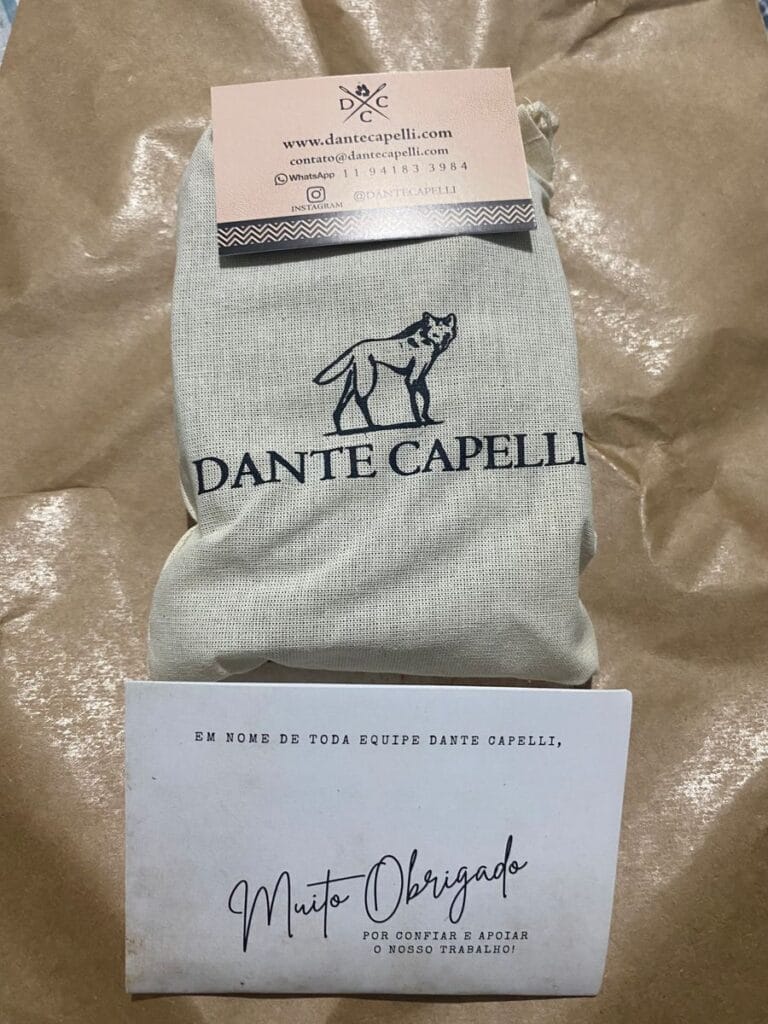 D C
C
www.dantecapelli.com
contato@dantecapelli.com
WhatsApp 11 94183 3984
INSTAGRAM @DANTECAPELLI
DANTE CAPELLI
EM NOME DE TODA EQUIPE DANTE CAPELLI,
Muito Obrigado
POR CONFIAR E APOIAR
O NOSSO TRABALHO!